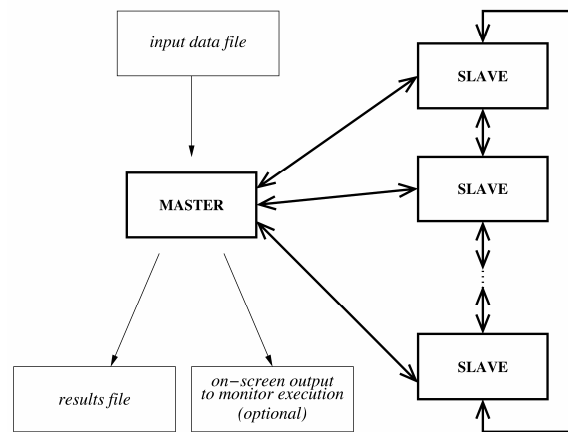 input data file
SLAVE
SLAVE
MASTER
SLAVE
results file
on-screen output
to monitor execution
(optional)